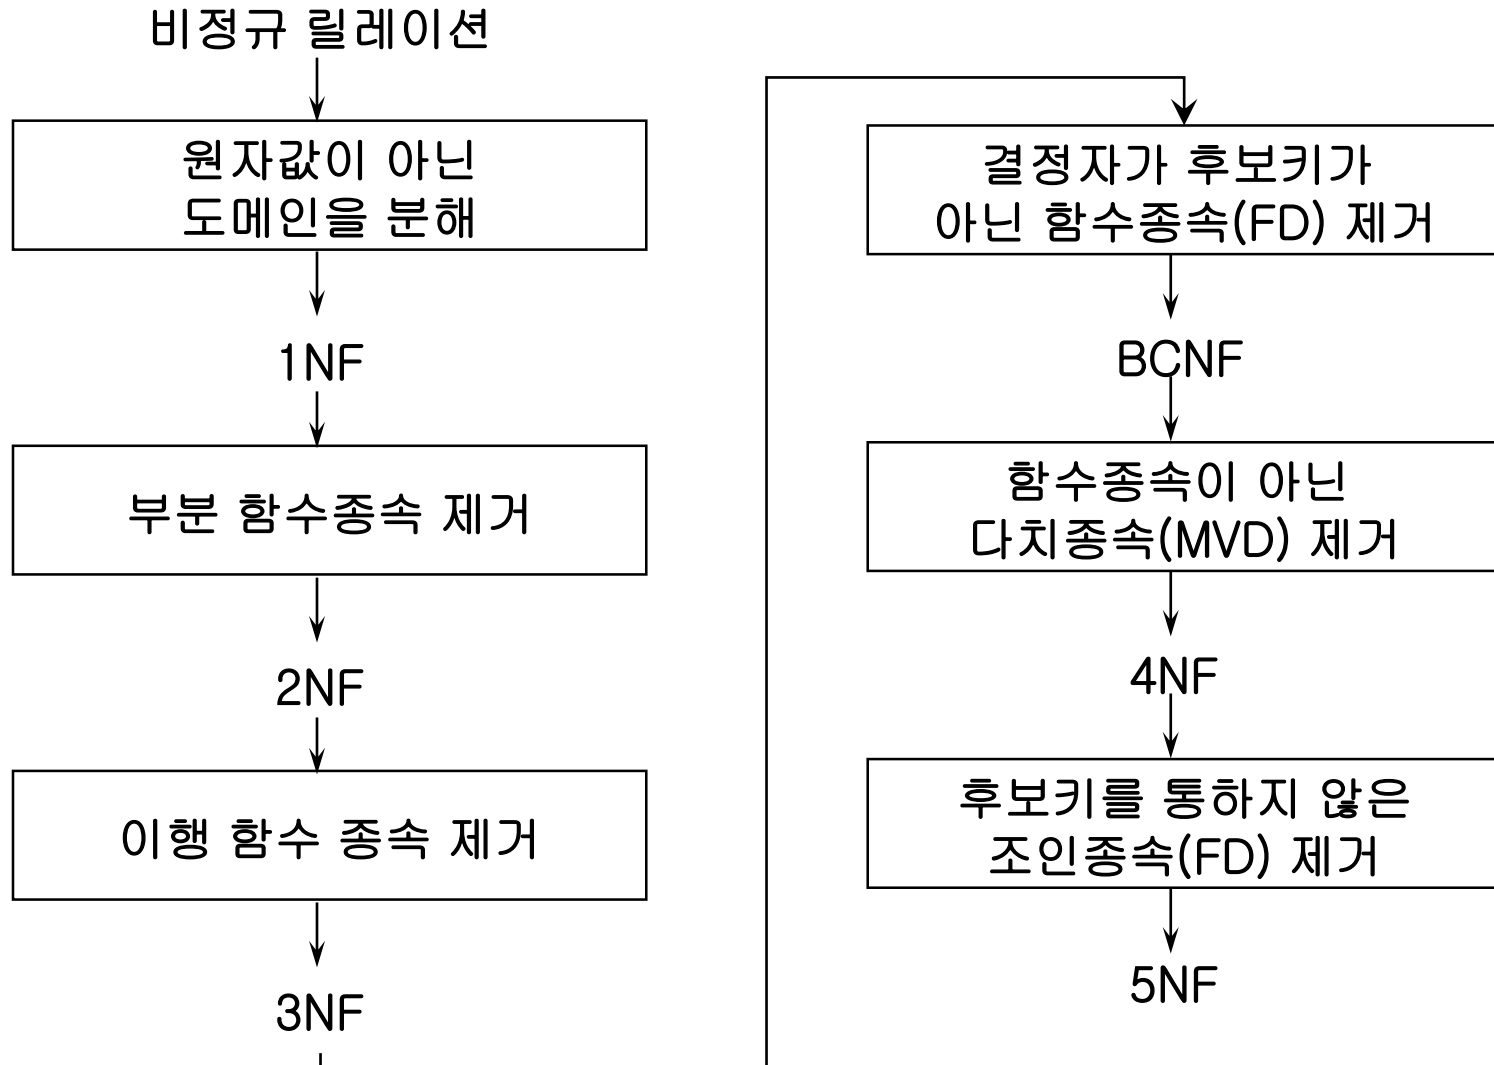 비정규 릴레이션
원자값이 아닌
도메인을 분해
1NF
부분 함수종속 제거
2NF
이행 함수 종속 제거
3NF
결정자가 후보키가
아닌 함수종속(FD) 제거
BCNF
함수종속이 아닌
다치종속(MVD) 제거
4NF
후보키를 통하지 않은
조인종속(FD) 제거
5NF